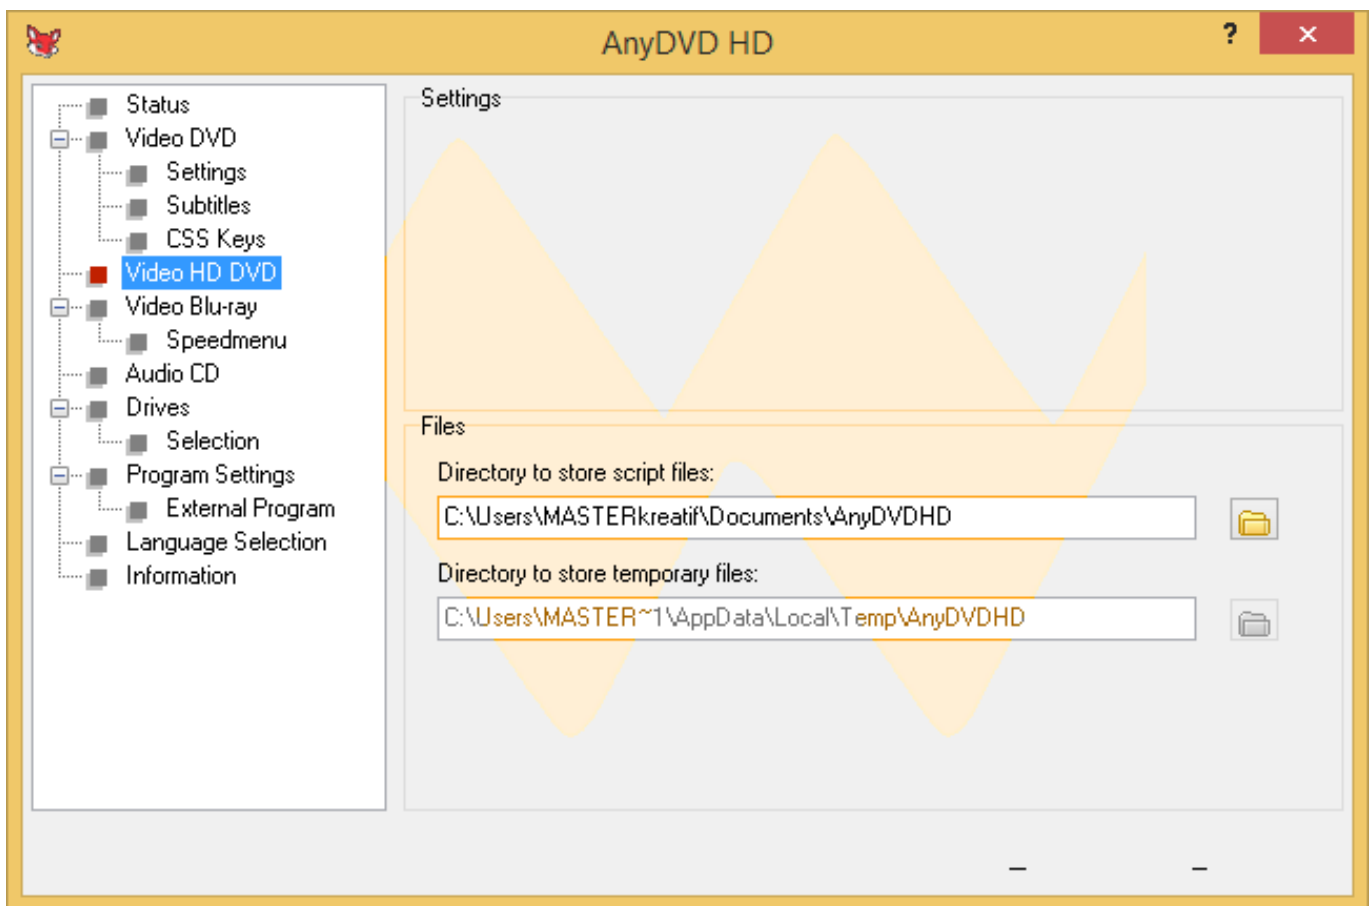 AnyDVD HD
?
Status
Video DVD
Settings
Subtitles
CSS Keys
Video HD DVD
Video Blu-ray
Speedmenu
Audio CD
Drives
Selection
Program Settings
External Program
Language Selection
Information
Settings
Files
Directory to store script files:
C:\Users\MASTERkreatif\Documents\AnyDVDHD
Directory to store temporary files:
C:\Users\MASTER~1\AppData\Local\Temp\AnyDVDHD